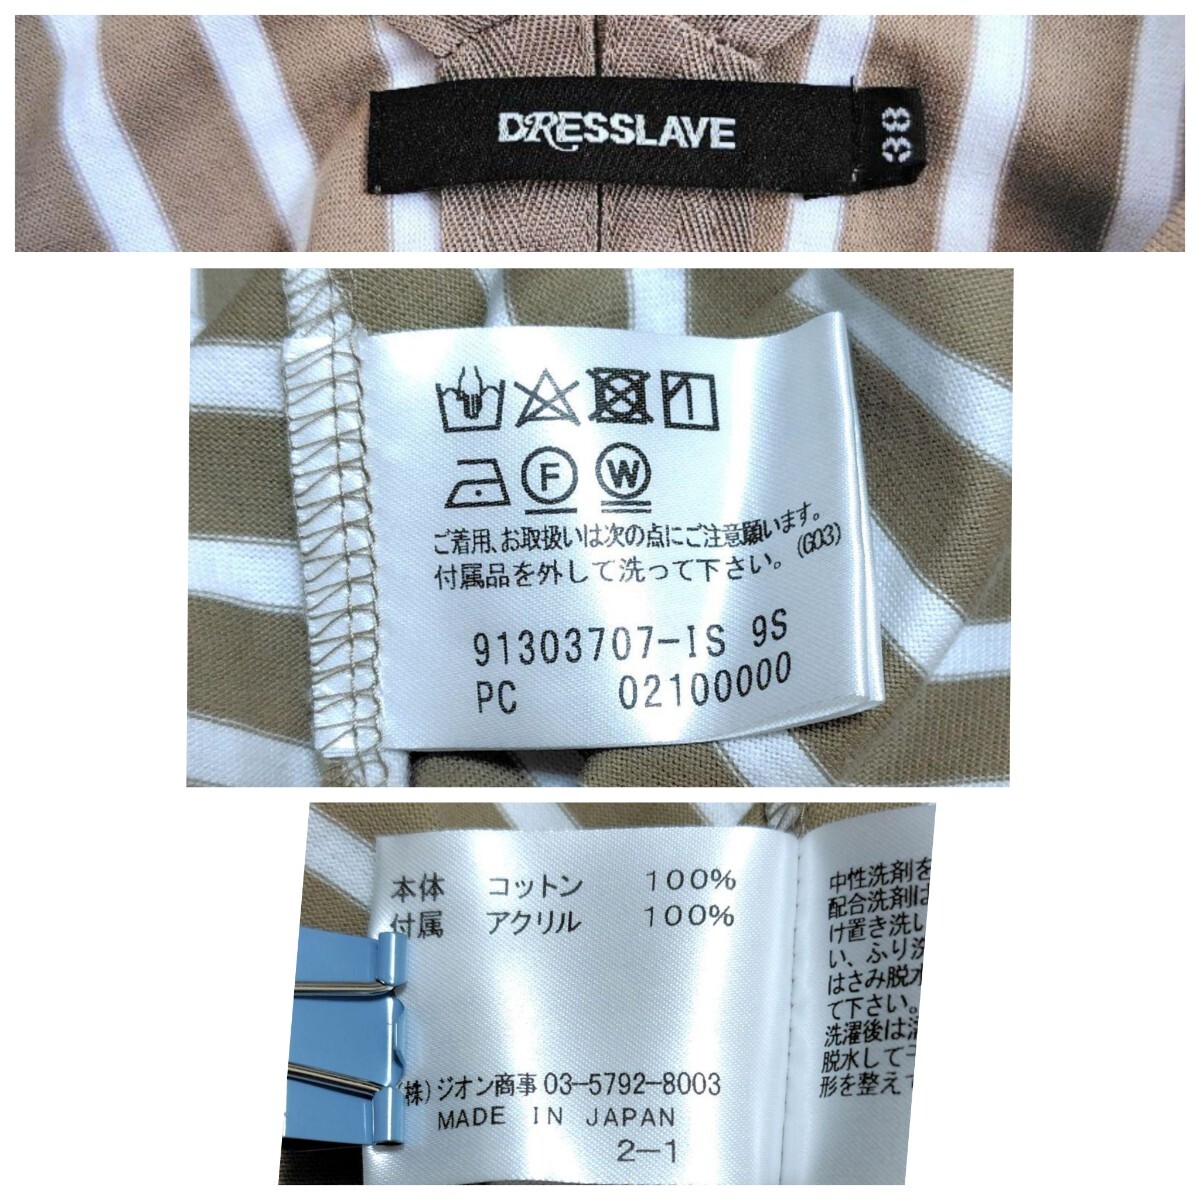 DRESSLAVE
38
F W
ご着用、お取扱いは次の点にご注意願います。
付属品を外して洗って下さい。(G03)
91303707-IS 9S
PC 02100000
本体 コットン 100%
付属 アクリル 100%
(株)ジオン商事 03-5792-8003
MADE IN JAPAN
2-1
中性洗剤を
配合洗剤は
け置き洗い
い、ふり洗
はさみ脱水
て下さい。
洗濯後は
脱水して
形を整えて